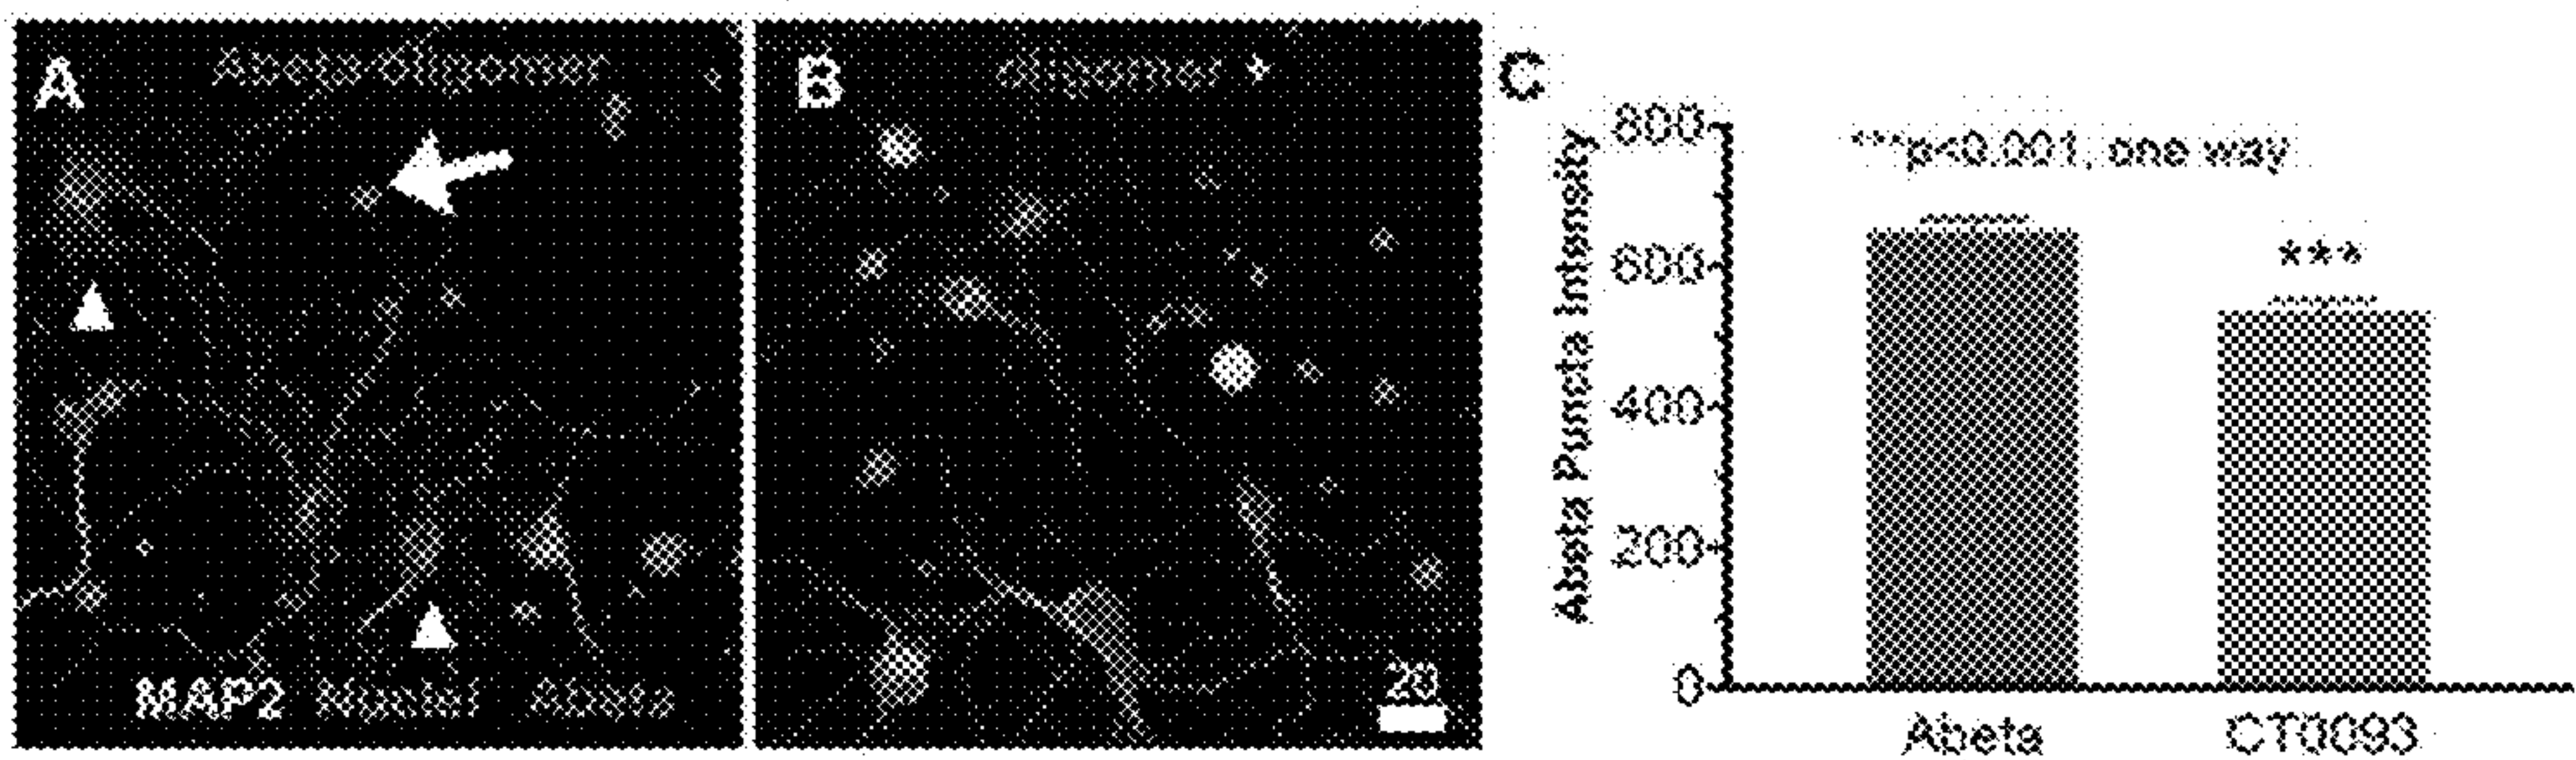 A Abeta oligomer
MAP2 Nuclei Abeta
B oligomer +
20
C
Abeta Puncta Intensity
800
600
400
200
0
***p<0.001, one way
***
Abeta CT0093